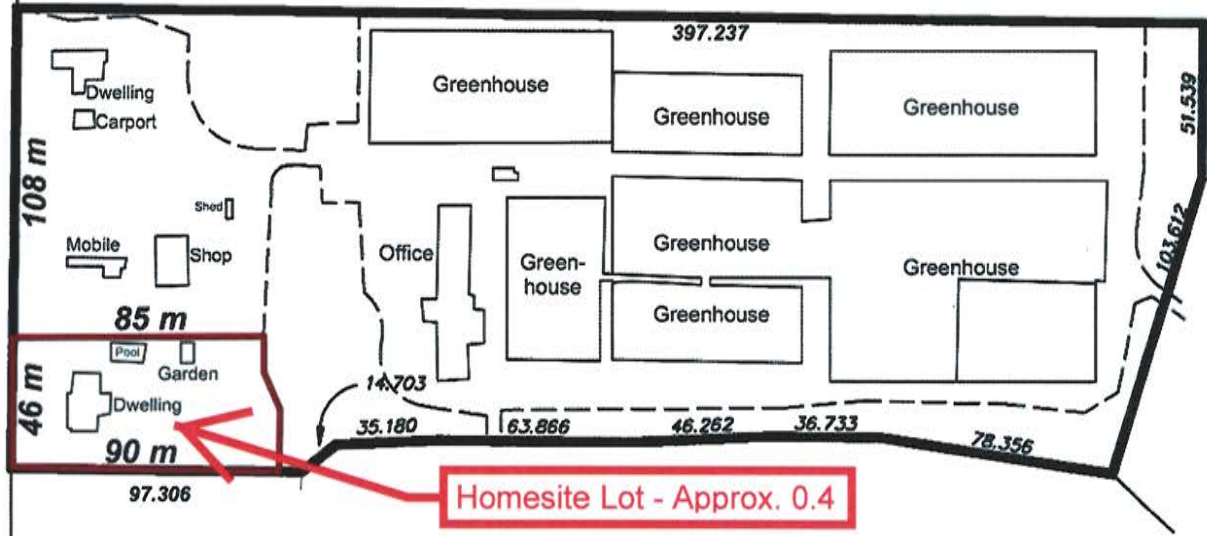 397.237
Greenhouse
Greenhouse
Greenhouse
51.539
Dwelling
Carport
108 m
Shed
Mobile
Shop
Office
Green-
house
Greenhouse
Greenhouse
Greenhouse
103.612
85 m
Pool
Garden
46 m
Dwelling
90 m
14.703
35.180
63.866
46.262
36.733
78.356
97.306
Homesite Lot - Approx. 0.4